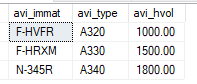 avi_immat avi_type avi_hvol
F-HVFR A320 1000.00
F-HRXM A330 1500.00
N-345R A340 1800.00